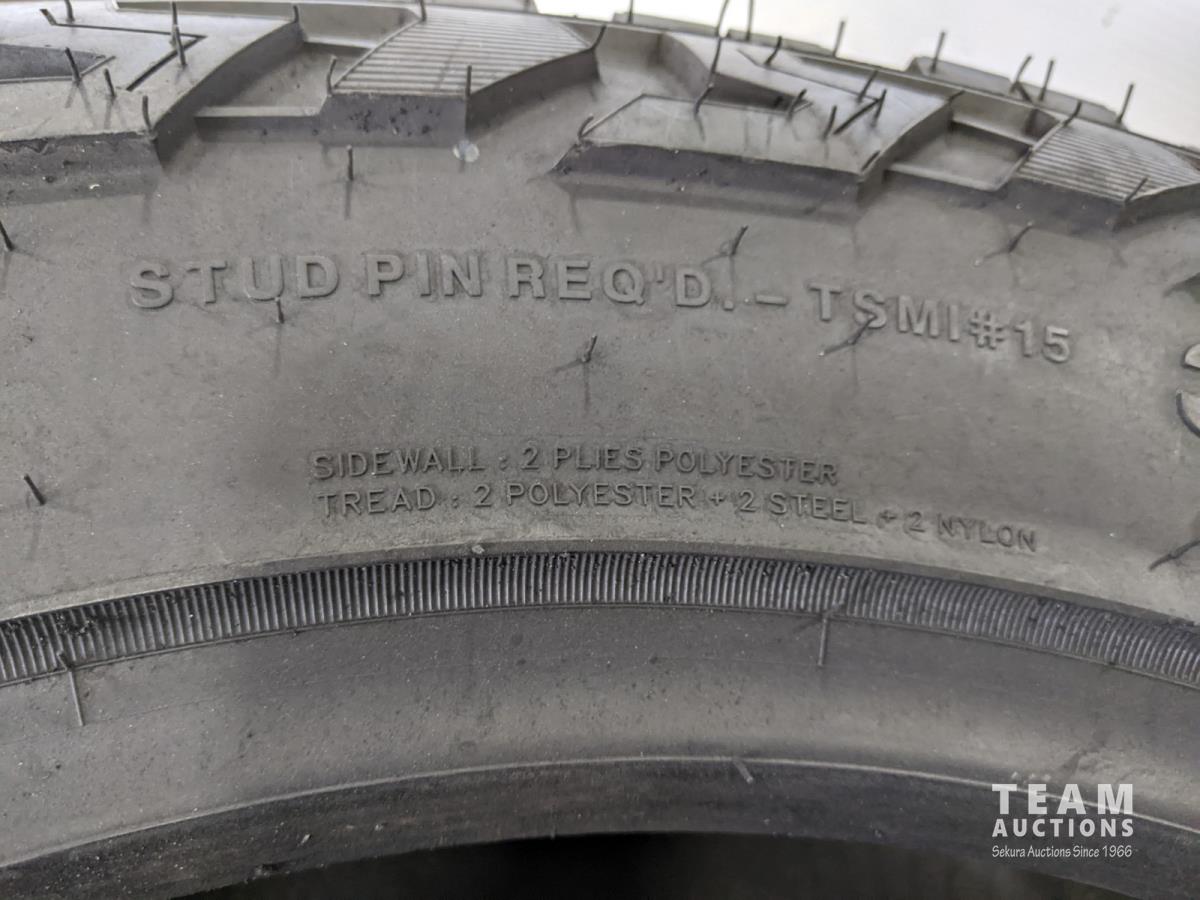 STUD PIN REQ'D. – TSMI#15
SIDEWALL : 2 PLIES POLYESTER
TREAD : 2 POLYESTER + 2 STEEL + 2 NYLON
TEAM
AUCTIONS
Sekura Auctions Since 1966